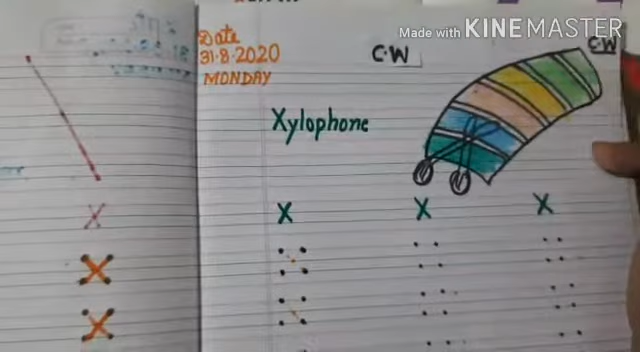 Made with KINEMASTER
Date
31.8.2020
MONDAY
C.W
C.W
Xylophone
X
X X X
X
X